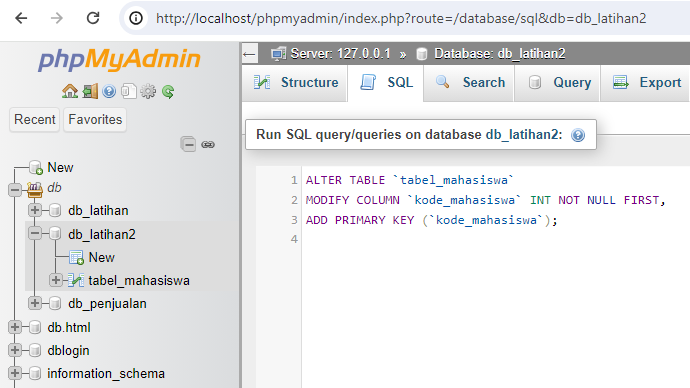 http://localhost/phpmyadmin/index.php?route=/database/sql&db=db_latihan2
phpMyAdmin
Recent Favorites
New
db
db_latihan
db_latihan2
New
tabel_mahasiswa
db_penjualan
db.html
dblogin
information_schema
Server: 127.0.0.1 » Database: db_latihan2
Structure SQL Search Query Export
Run SQL query/queries on database db_latihan2:
1 ALTER TABLE `tabel_mahasiswa`
2 MODIFY COLUMN `kode_mahasiswa` INT NOT NULL FIRST,
3 ADD PRIMARY KEY (`kode_mahasiswa`);
4